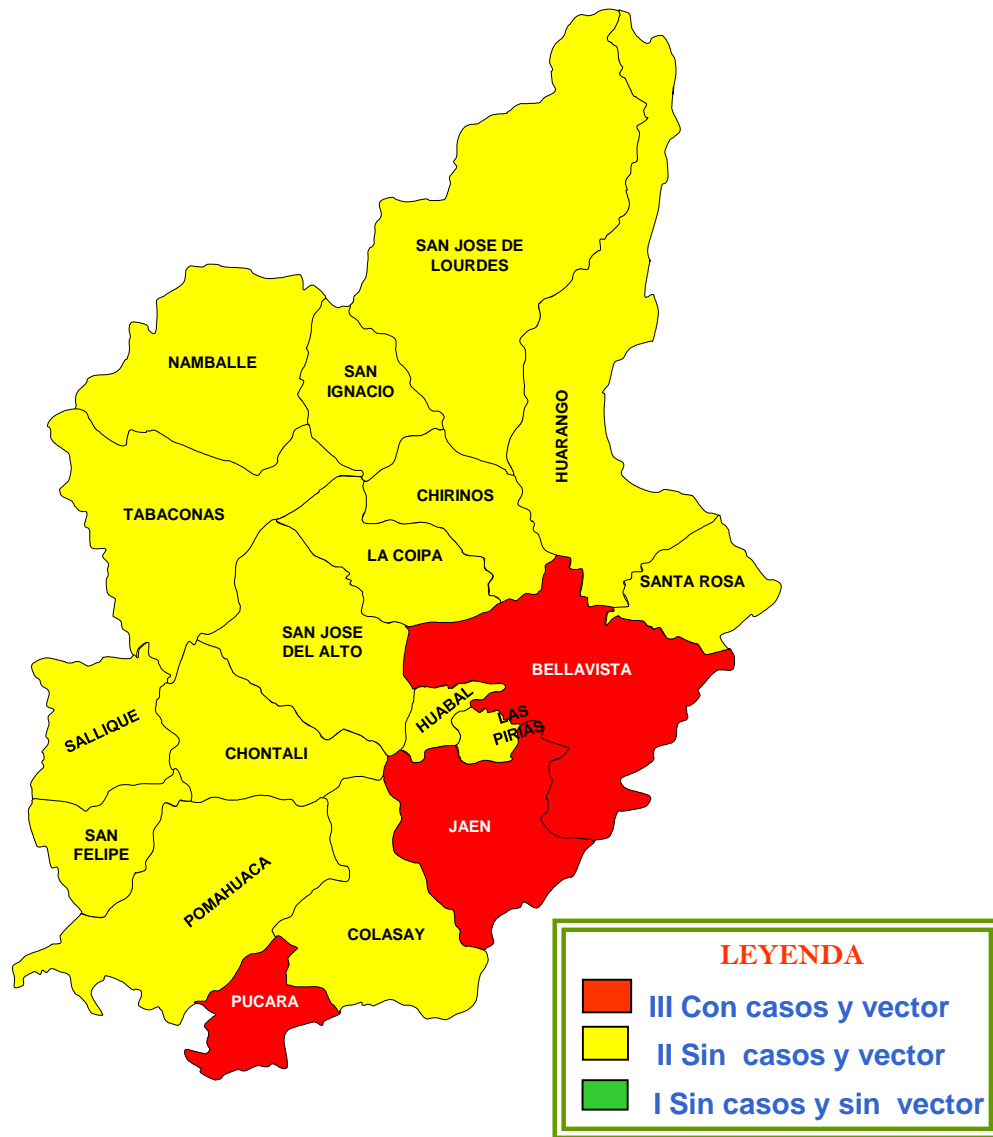 SAN JOSE DE
LOURDES
NAMBALLE
SAN
IGNACIO
HUARANGO
CHIRINOS
TABACONAS
LA COIPA
SANTA ROSA
SAN JOSE
DEL ALTO
BELLAVISTA
HUABAL
LAS
PIRIAS
SALLIQUE
CHONTALI
JAEN
SAN
FELIPE
POMAHUACA
COLASAY
PUCARA
LEYENDA
III Con casos y vector
II Sin casos y vector
I Sin casos y sin vector